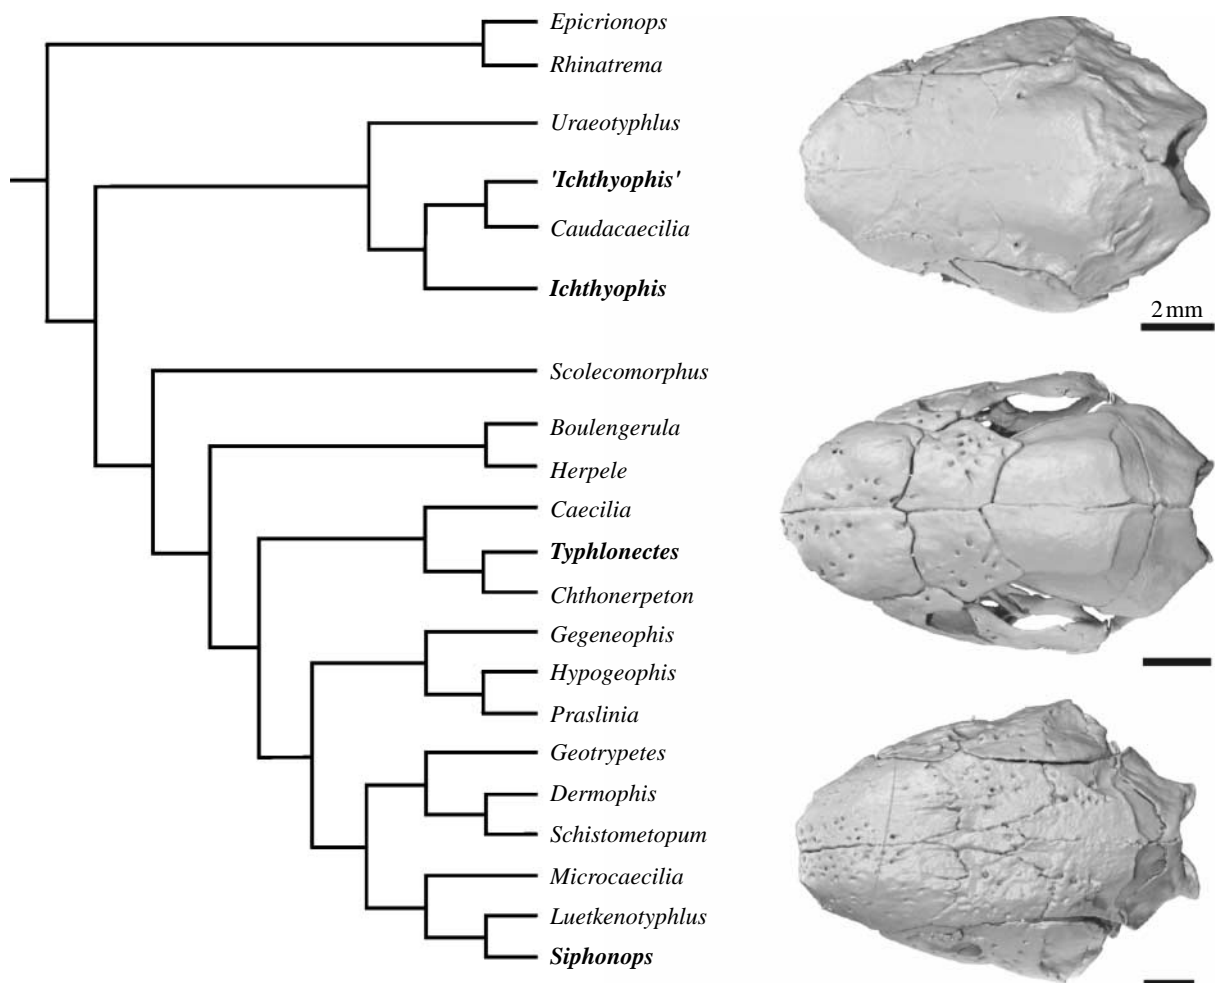 Epicrionops
Rhinatrema
Uraeotyphlus
'Ichthyophis'
Caudacaecilia
Ichthyophis
2 mm
Scolecomorphus
Boulengerula
Herpele
Caecilia
Typhlonectes
Chthonerpeton
Gegeneophis
Hypogeophis
Praslinia
Geotrypetes
Dermophis
Schistometopum
Microcaecilia
Luetkenotyphlus
Siphonops